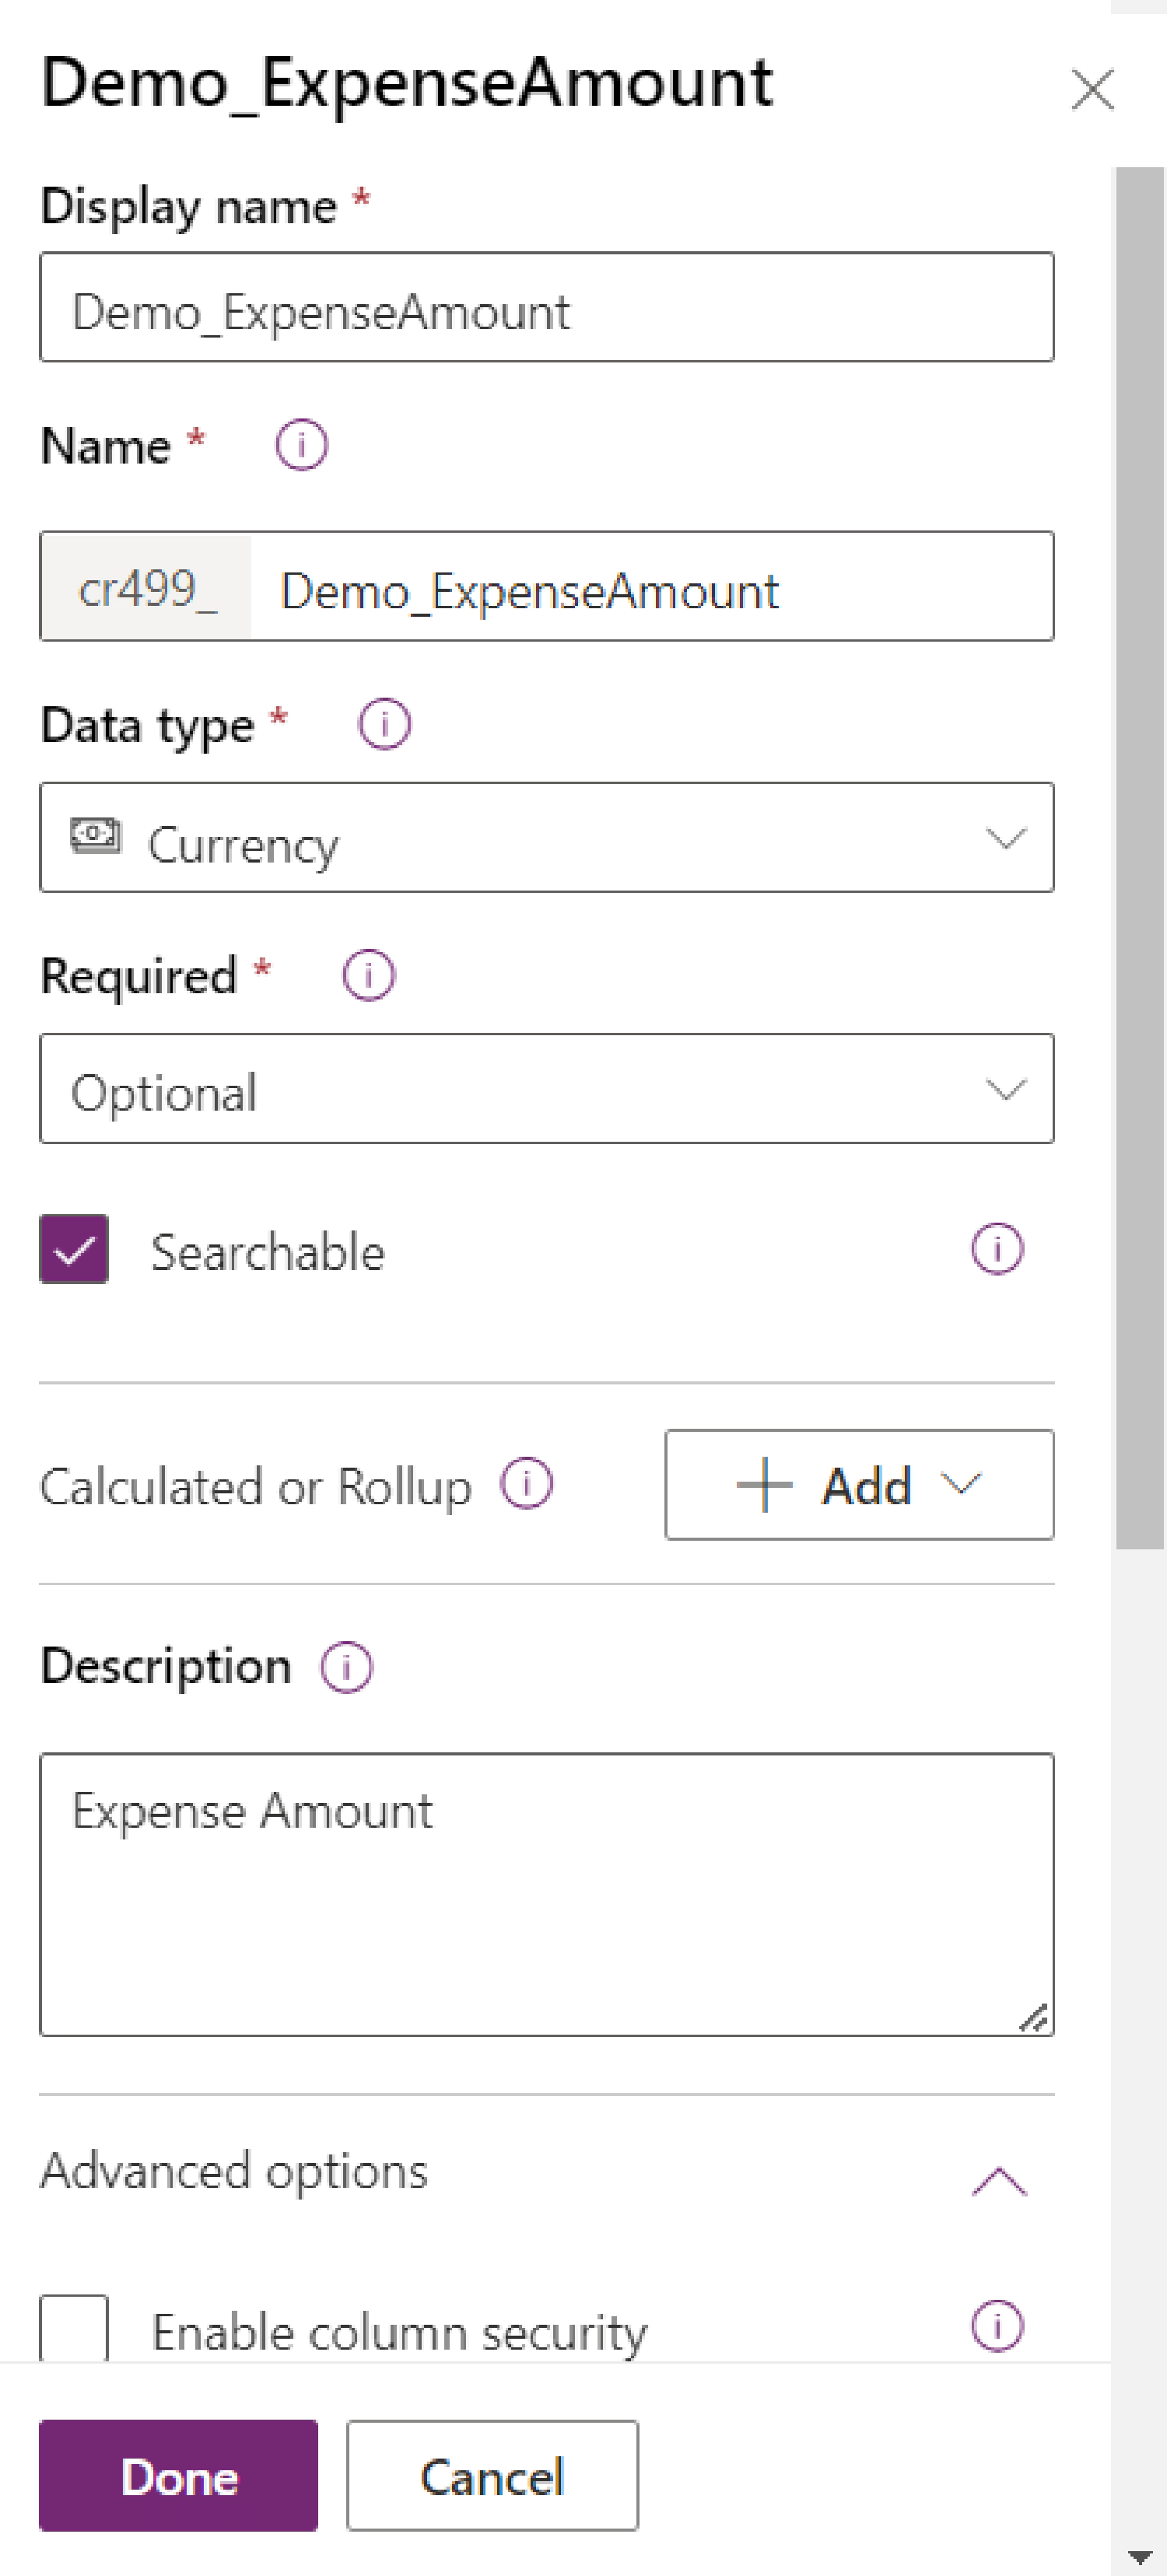 Demo_ExpenseAmount
Display name *
Demo_ExpenseAmount
Name *
cr499_ Demo_ExpenseAmount
Data type *
Currency
Required *
Optional
Searchable
Calculated or Rollup + Add
Description
Expense Amount
Advanced options
Enable column security
Done Cancel